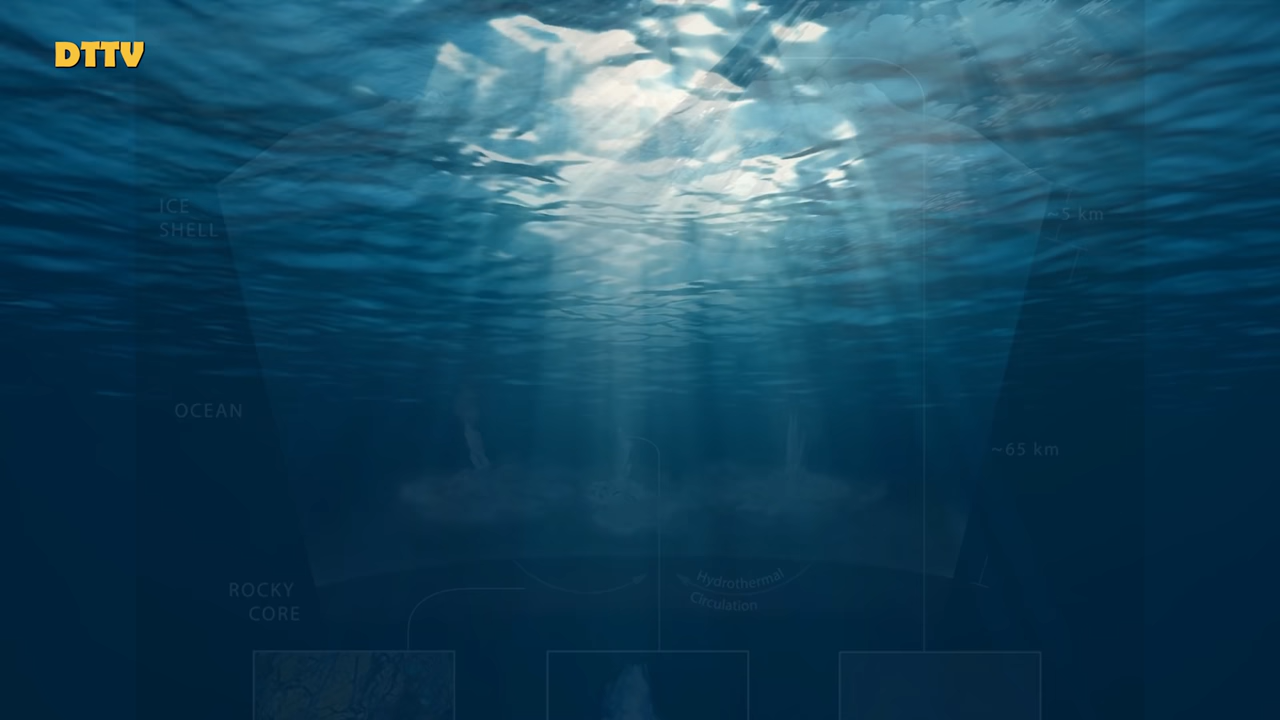 DTTV
ICE
SHELL
~5 km
OCEAN
~65 km
ROCKY
CORE
Hydrothermal
Circulation